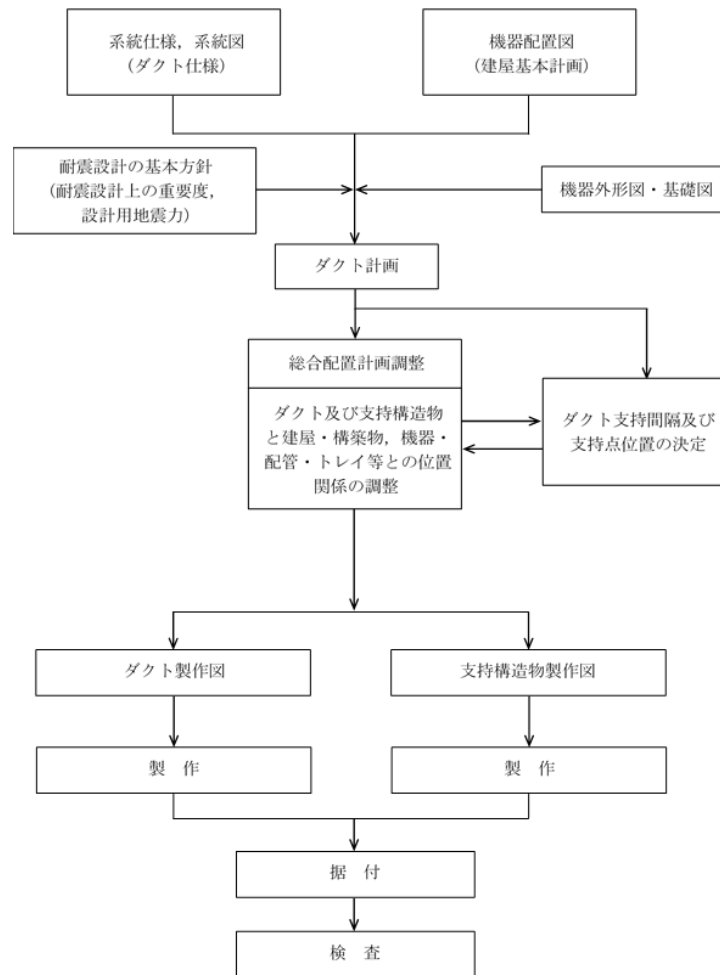 系統仕様，系統図
（ダクト仕様）
機器配置図
（建屋基本計画）
耐震設計の基本方針
（耐震設計上の重要度，
設計用地震力）
機器外形図・基礎図
ダクト計画
総合配置計画調整
ダクト及び支持構造物
と建屋・構築物，機器・
配管・トレイ等との位置
関係の調整
ダクト支持間隔及び
支持点位置の決定
ダクト製作図
支持構造物製作図
製　作
製　作
据　付
検　査